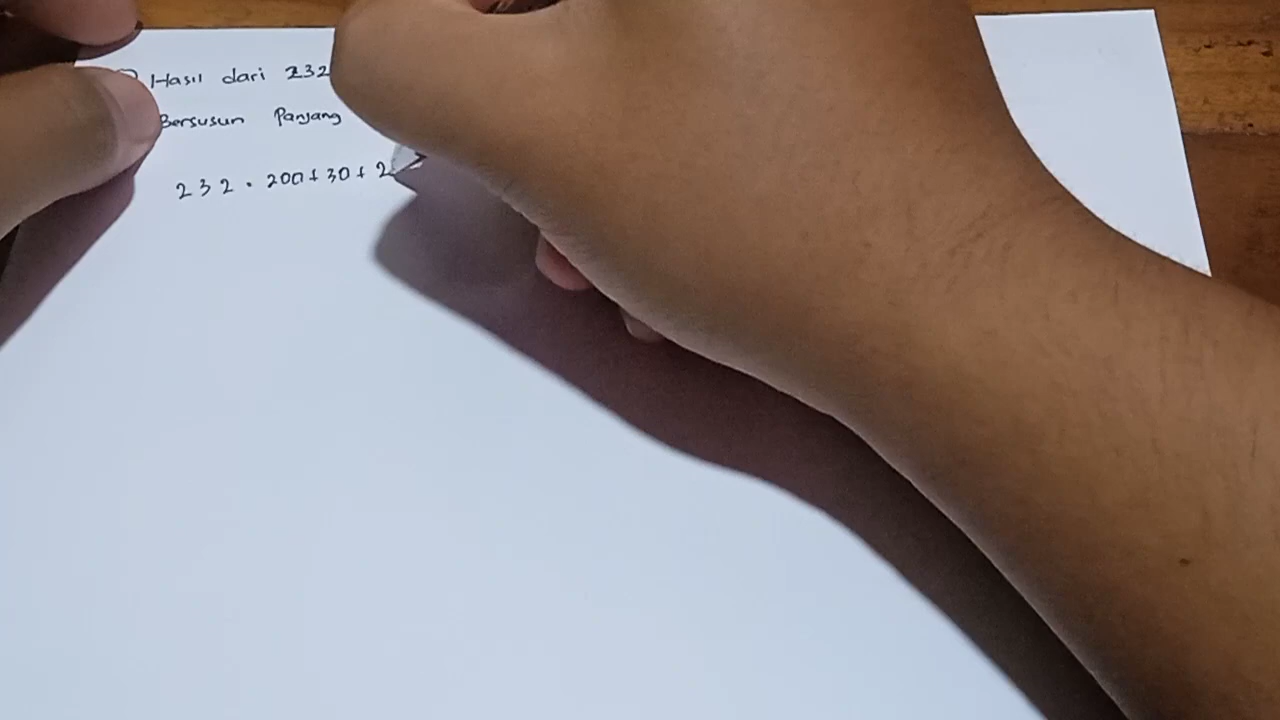 Hasil dari 232
Bersusun Panjang
232 = 200 + 30 + 2